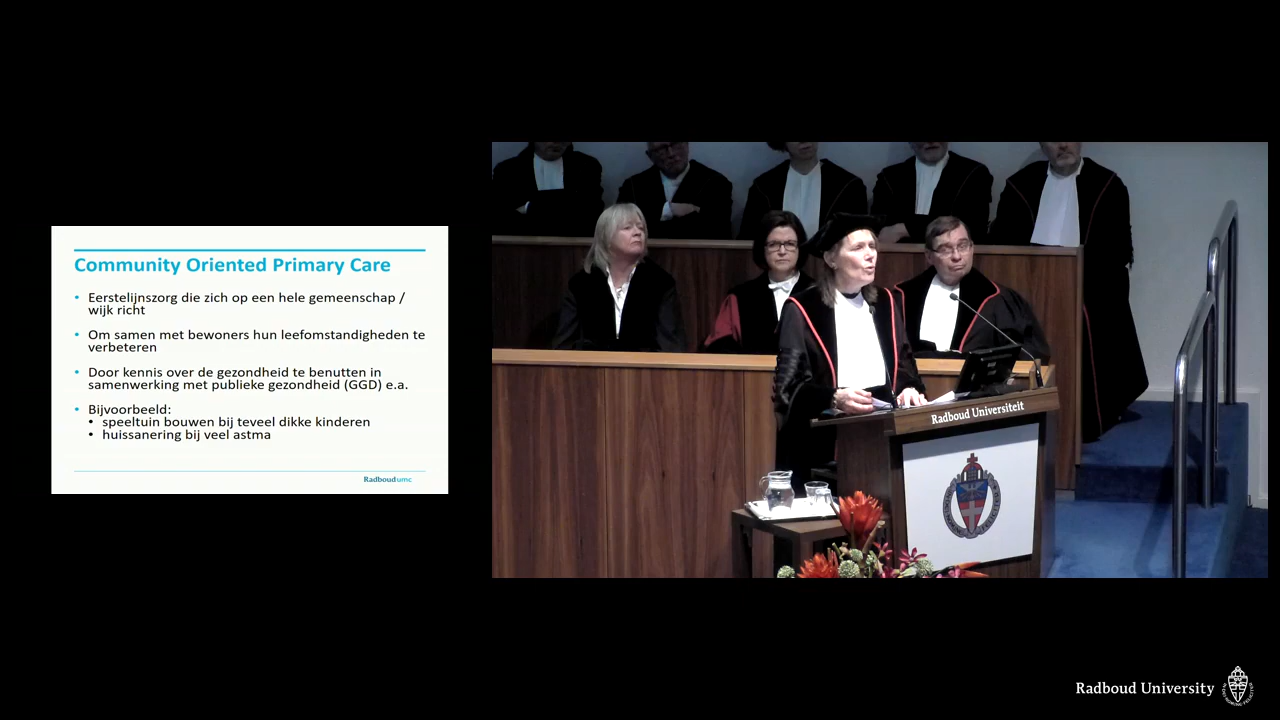 Community Oriented Primary Care
• Eerstelijnszorg die zich op een hele gemeenschap /
wijk richt
• Om samen met bewoners hun leefomstandigheden te
verbeteren
• Door kennis over de gezondheid te benutten in
samenwerking met publieke gezondheid (GGD) e.a.
• Bijvoorbeeld:
• speeltuin bouwen bij teveel dikke kinderen
• huissanering bij veel astma
Radboudumc
Radboud Universiteit
Radboud University